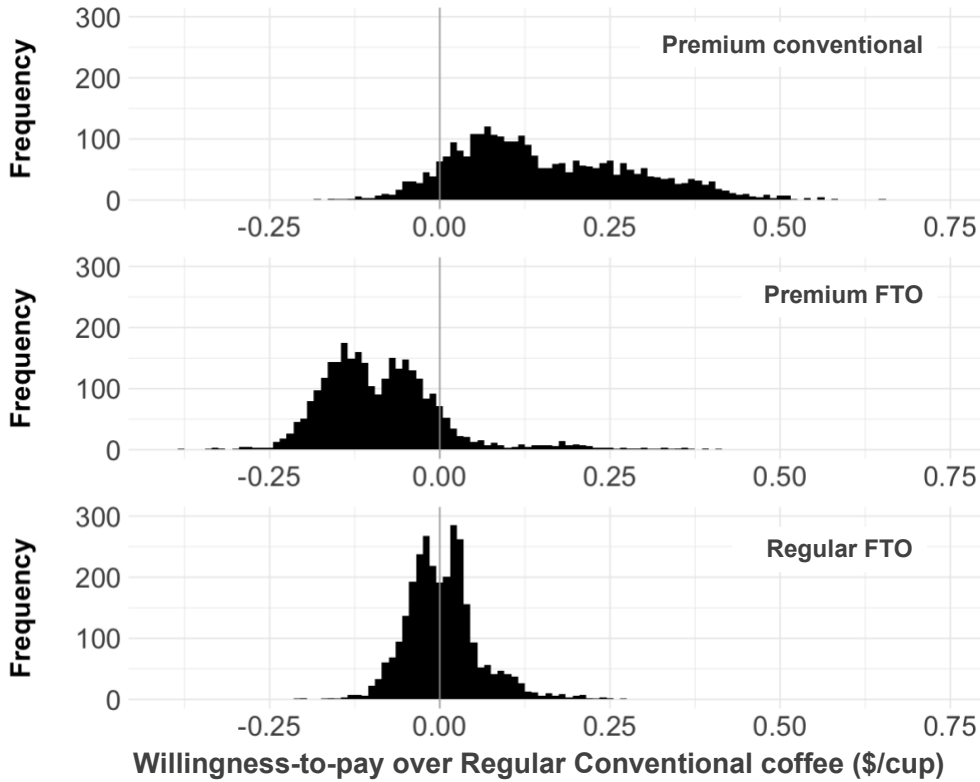 Frequency
300
200
100
0
Premium conventional
-0.25 0.00 0.25 0.50 0.75
Frequency
300
200
100
0
Premium FTO
-0.25 0.00 0.25 0.50 0.75
Frequency
300
200
100
0
Regular FTO
-0.25 0.00 0.25 0.50 0.75
Willingness-to-pay over Regular Conventional coffee ($/cup)